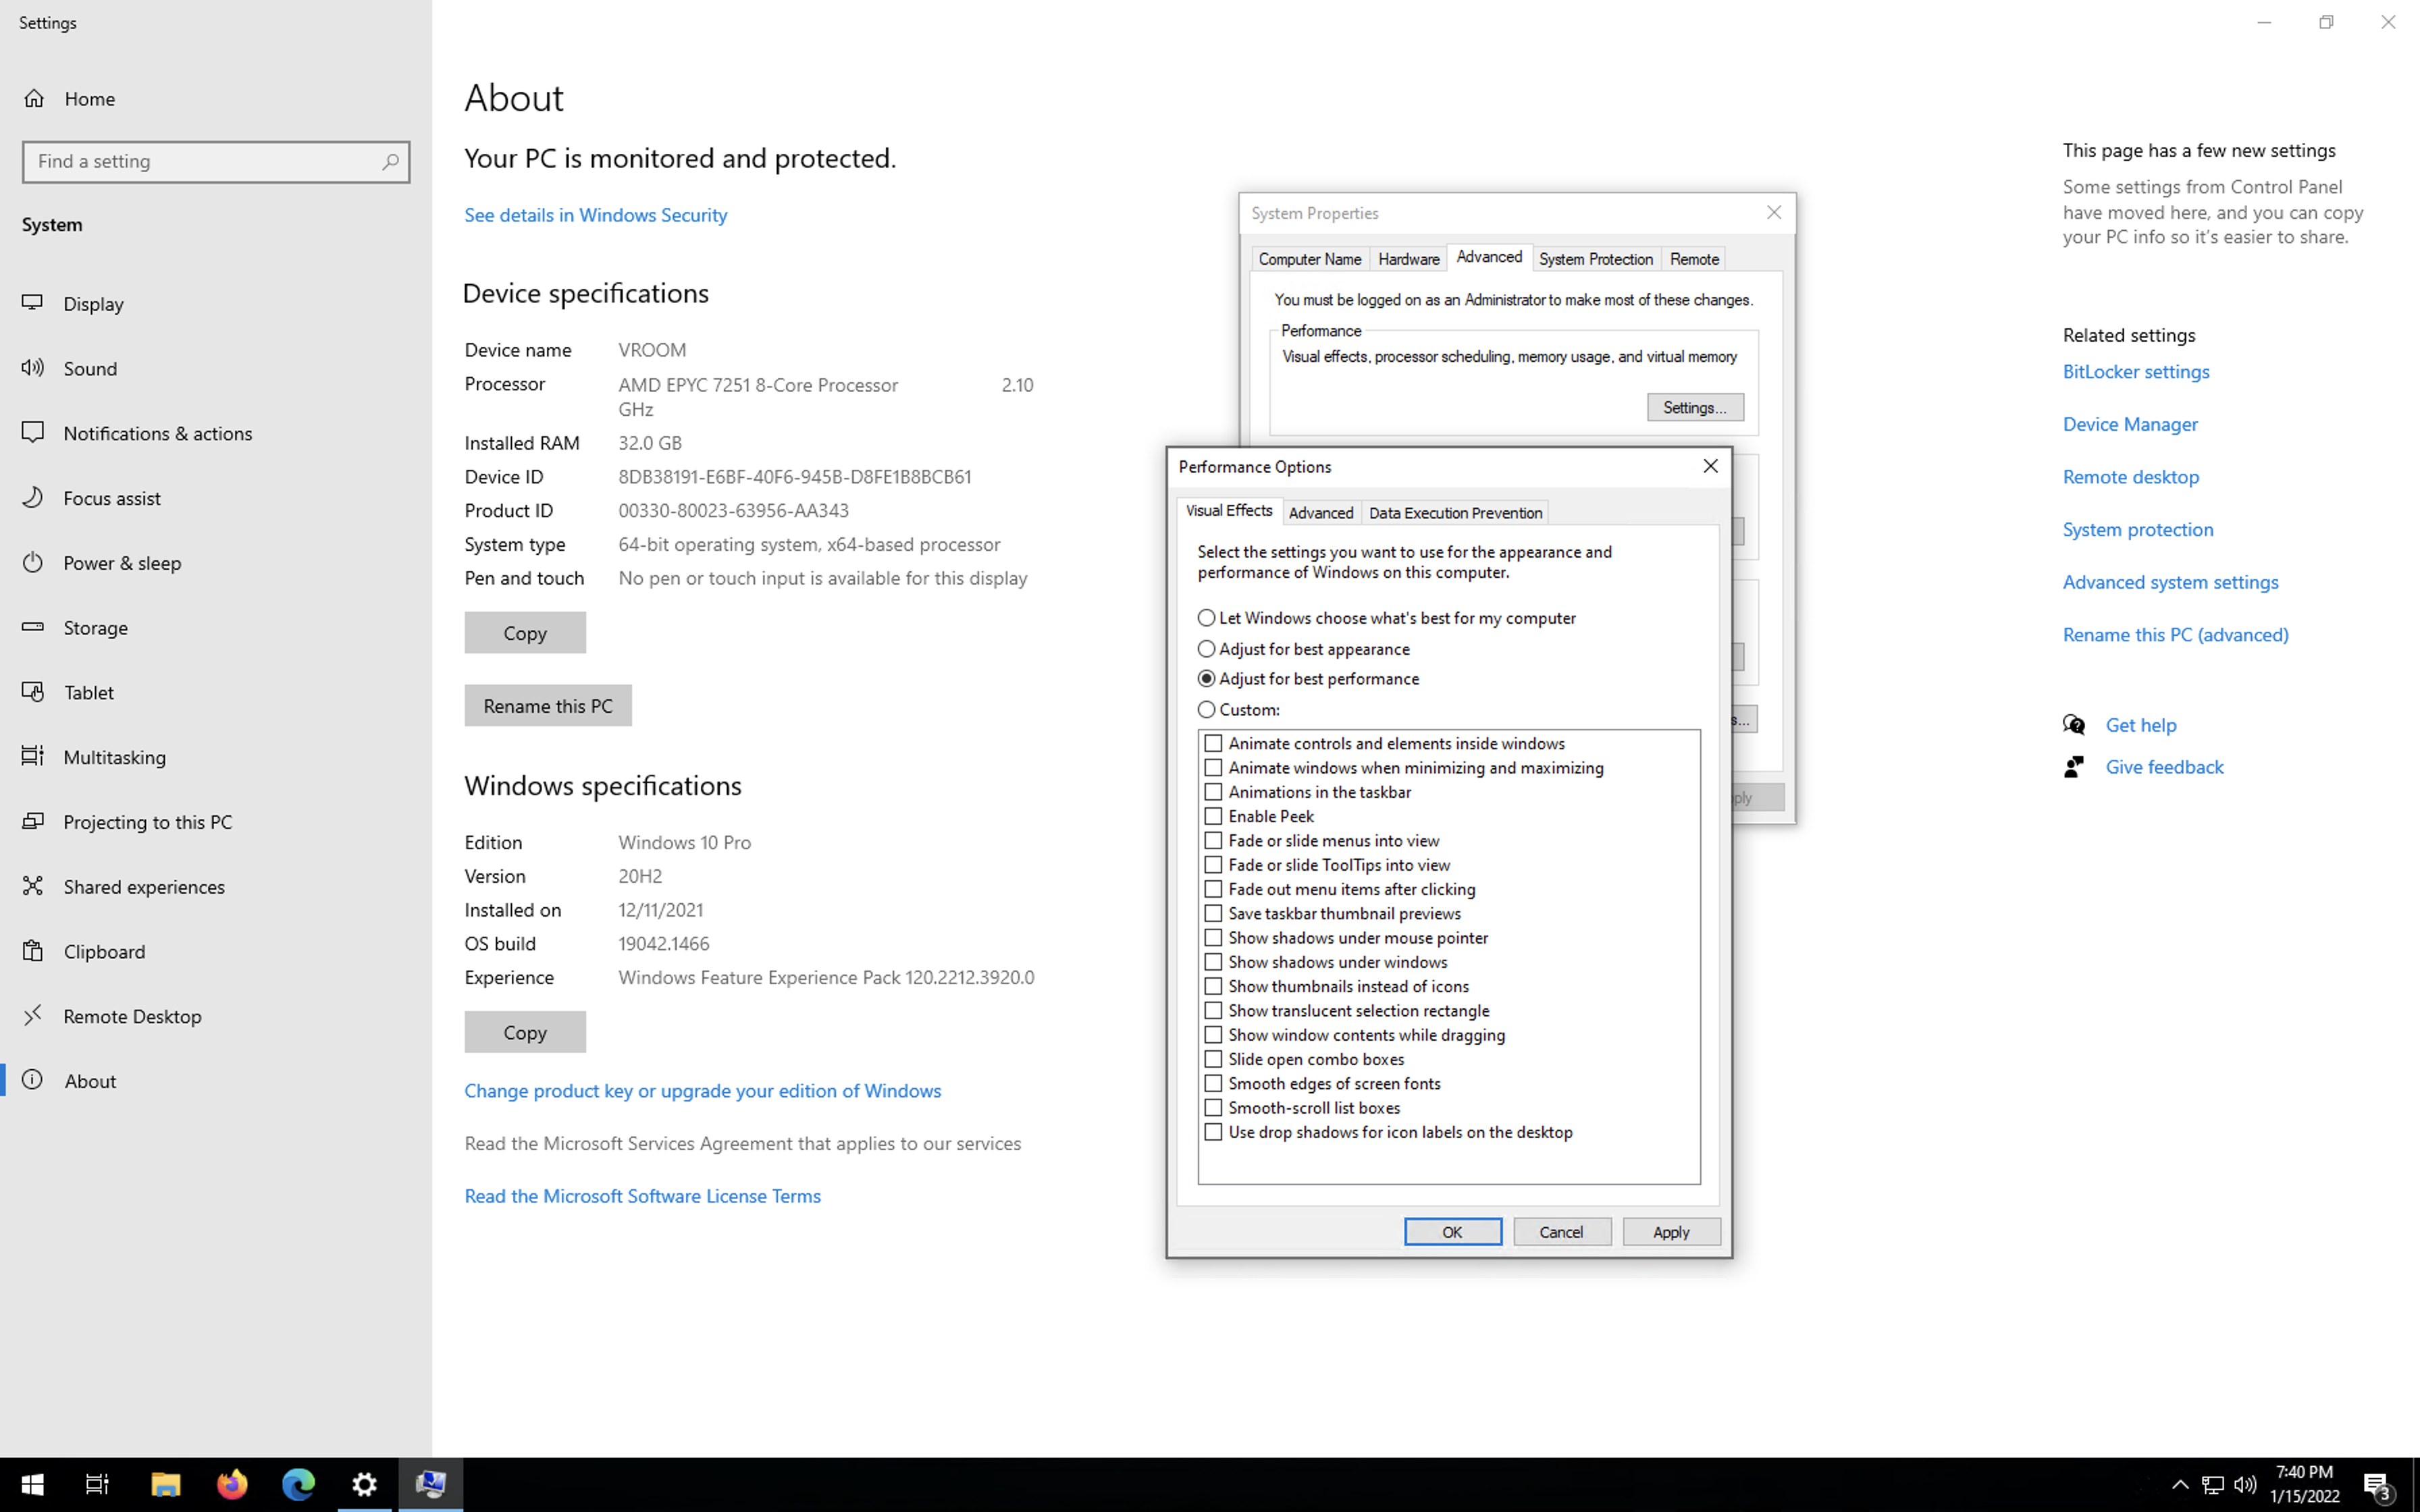 Settings
Home
Find a setting
System
Display
Sound
Notifications & actions
Focus assist
Power & sleep
Storage
Tablet
Multitasking
Projecting to this PC
Shared experiences
Clipboard
Remote Desktop
About
About
Your PC is monitored and protected.
See details in Windows Security
Device specifications
Device name VROOM
Processor AMD EPYC 7251 8-Core Processor 2.10
GHz
Installed RAM 32.0 GB
Device ID 8DB38191-E6BF-40F6-945B-D8FE1B8BCB61
Product ID 00330-80023-63956-AA343
System type 64-bit operating system, x64-based processor
Pen and touch No pen or touch input is available for this display
Copy
Rename this PC
Windows specifications
Edition Windows 10 Pro
Version 20H2
Installed on 12/11/2021
OS build 19042.1466
Experience Windows Feature Experience Pack 120.2212.3920.0
Copy
Change product key or upgrade your edition of Windows
Read the Microsoft Services Agreement that applies to our services
Read the Microsoft Software License Terms
System Properties
Computer Name Hardware Advanced System Protection Remote
You must be logged on as an Administrator to make most of these changes.
Performance
Visual effects, processor scheduling, memory usage, and virtual memory
Settings...
Performance Options
Visual Effects Advanced Data Execution Prevention
Select the settings you want to use for the appearance and
performance of Windows on this computer.
Let Windows choose what's best for my computer
Adjust for best appearance
Adjust for best performance
Custom:
Animate controls and elements inside windows
Animate windows when minimizing and maximizing
Animations in the taskbar
Enable Peek
Fade or slide menus into view
Fade or slide ToolTips into view
Fade out menu items after clicking
Save taskbar thumbnail previews
Show shadows under mouse pointer
Show shadows under windows
Show thumbnails instead of icons
Show translucent selection rectangle
Show window contents while dragging
Slide open combo boxes
Smooth edges of screen fonts
Smooth-scroll list boxes
Use drop shadows for icon labels on the desktop
OK Cancel Apply
s...
ply
This page has a few new settings
Some settings from Control Panel
have moved here, and you can copy
your PC info so it's easier to share.
Related settings
BitLocker settings
Device Manager
Remote desktop
System protection
Advanced system settings
Rename this PC (advanced)
Get help
Give feedback
7:40 PM
1/15/2022
3